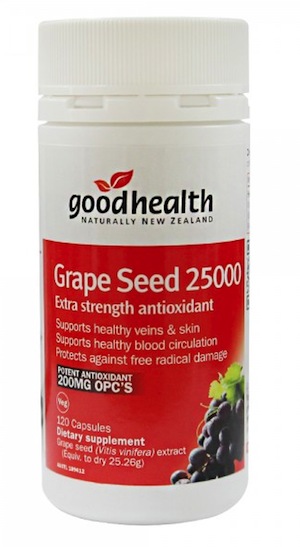 goodhealth
NATURALLY NEW ZEALAND
Grape Seed 25000
Extra strength antioxidant
Supports healthy veins & skin
Supports healthy blood circulation
Protects against free radical damage
POTENT ANTIOXIDANT
200MG OPC'S
Veg
120 Capsules
Dietary supplement
Grape seed (Vitis vinifera) extract
(Equiv. to dry 25.26g)